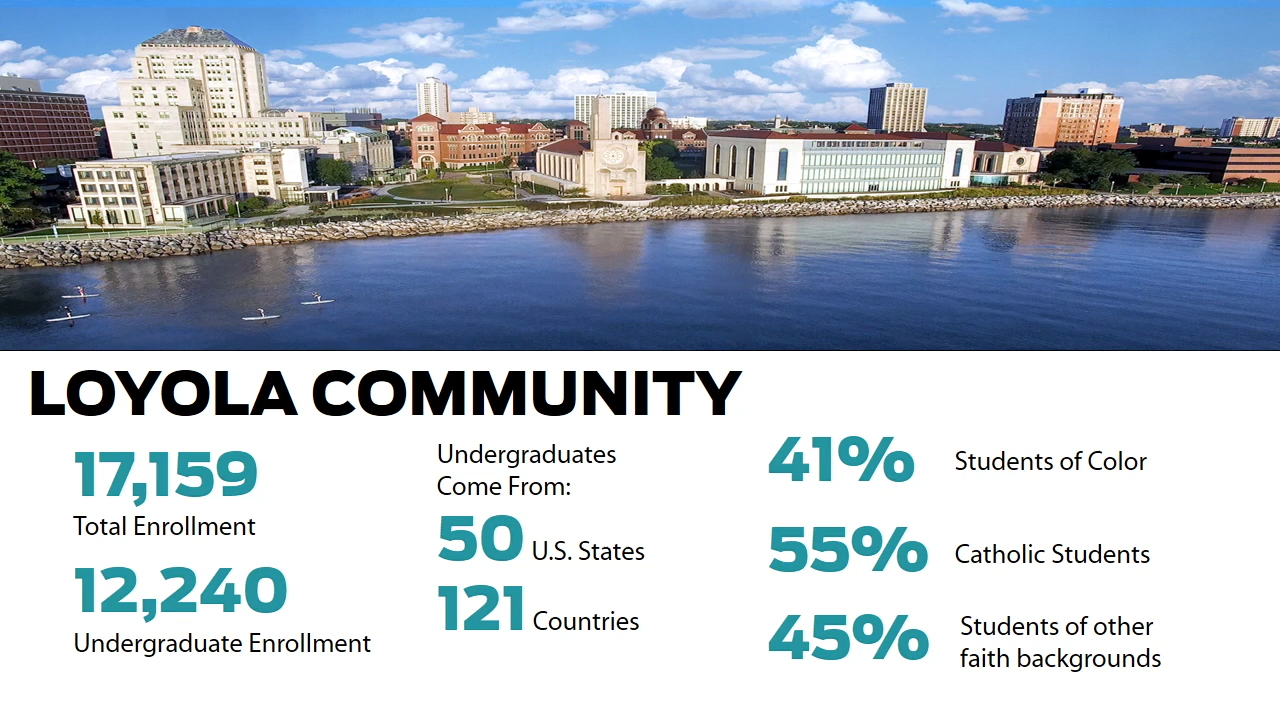 LOYOLA COMMUNITY
17,159
Total Enrollment
12,240
Undergraduate Enrollment
Undergraduates
Come From:
50 U.S. States
121 Countries
41% Students of Color
55% Catholic Students
45% Students of other
faith backgrounds